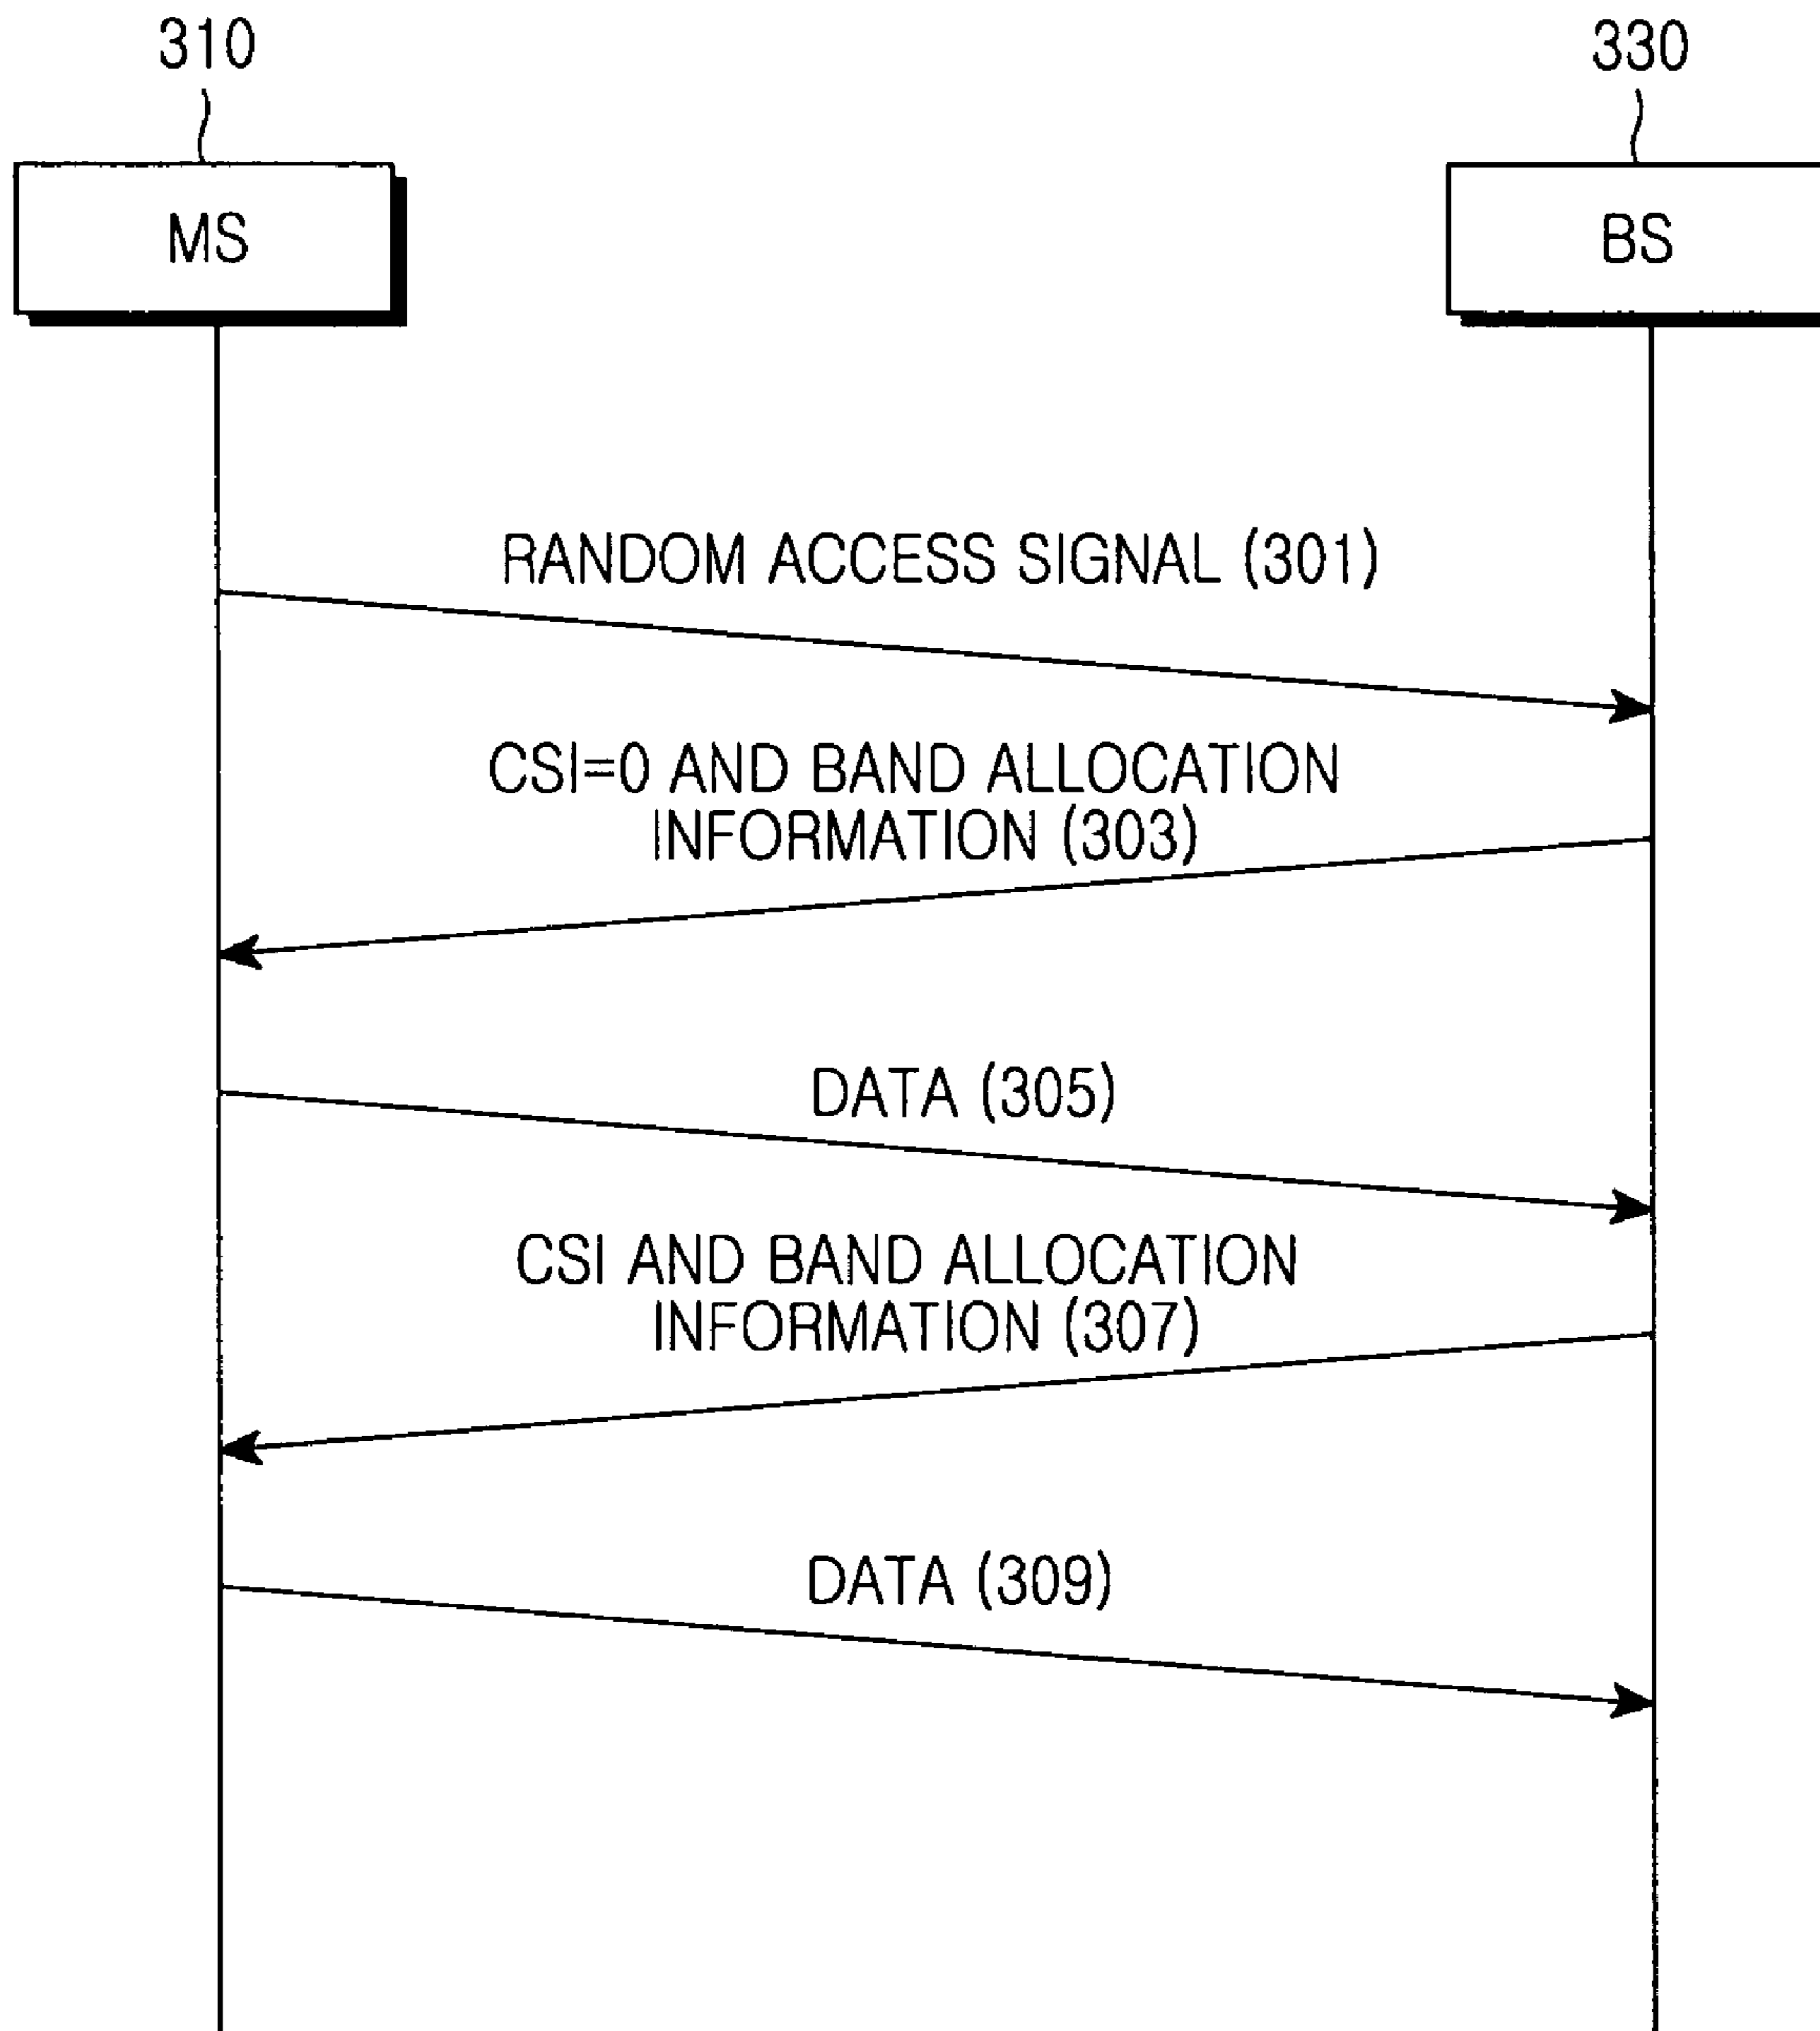 310
330
MS
BS
RANDOM ACCESS SIGNAL (301)
CSI=0 AND BAND ALLOCATION
INFORMATION (303)
DATA (305)
CSI AND BAND ALLOCATION
INFORMATION (307)
DATA (309)